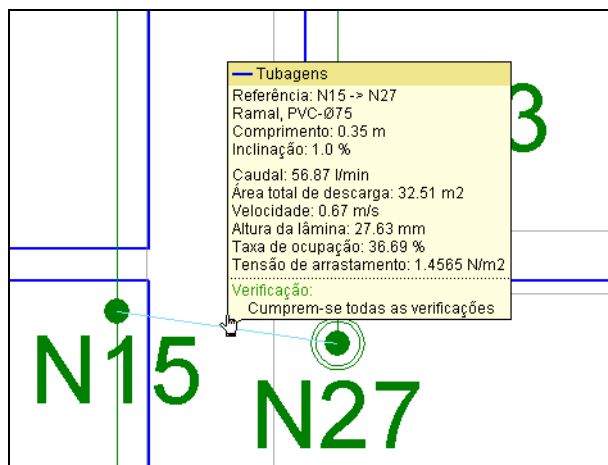 Tubagens
Referência: N15 -> N27
Ramal, PVC-Ø75
Comprimento: 0.35 m
Inclinação: 1.0 %
Caudal: 56.87 l/min
Área total de descarga: 32.51 m2
Velocidade: 0.67 m/s
Altura da lâmina: 27.63 mm
Taxa de ocupação: 36.69 %
Tensão de arrastamento: 1.4565 N/m2
Verificação:
Cumprem-se todas as verificações
3
N15
N27